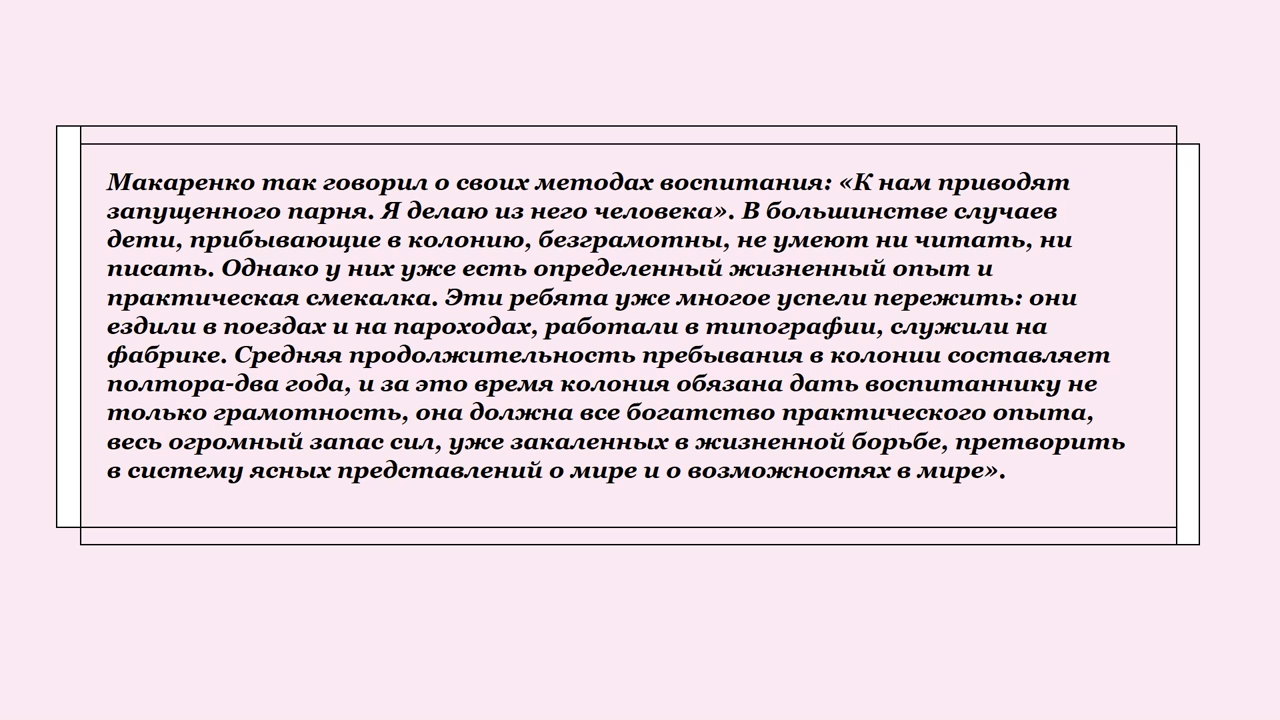 Макаренко так говорил о своих методах воспитания: «К нам приводят
запущенного парня. Я делаю из него человека». В большинстве случаев
дети, прибывающие в колонию, безграмотны, не умеют ни читать, ни
писать. Однако у них уже есть определенный жизненный опыт и
практическая смекалка. Эти ребята уже многое успели пережить: они
ездили в поездах и на пароходах, работали в типографии, служили на
фабрике. Средняя продолжительность пребывания в колонии составляет
полтора-два года, и за это время колония обязана дать воспитаннику не
только грамотность, она должна все богатство практического опыта,
весь огромный запас сил, уже закаленных в жизненной борьбе, претворить
в систему ясных представлений о мире и о возможностях в мире».